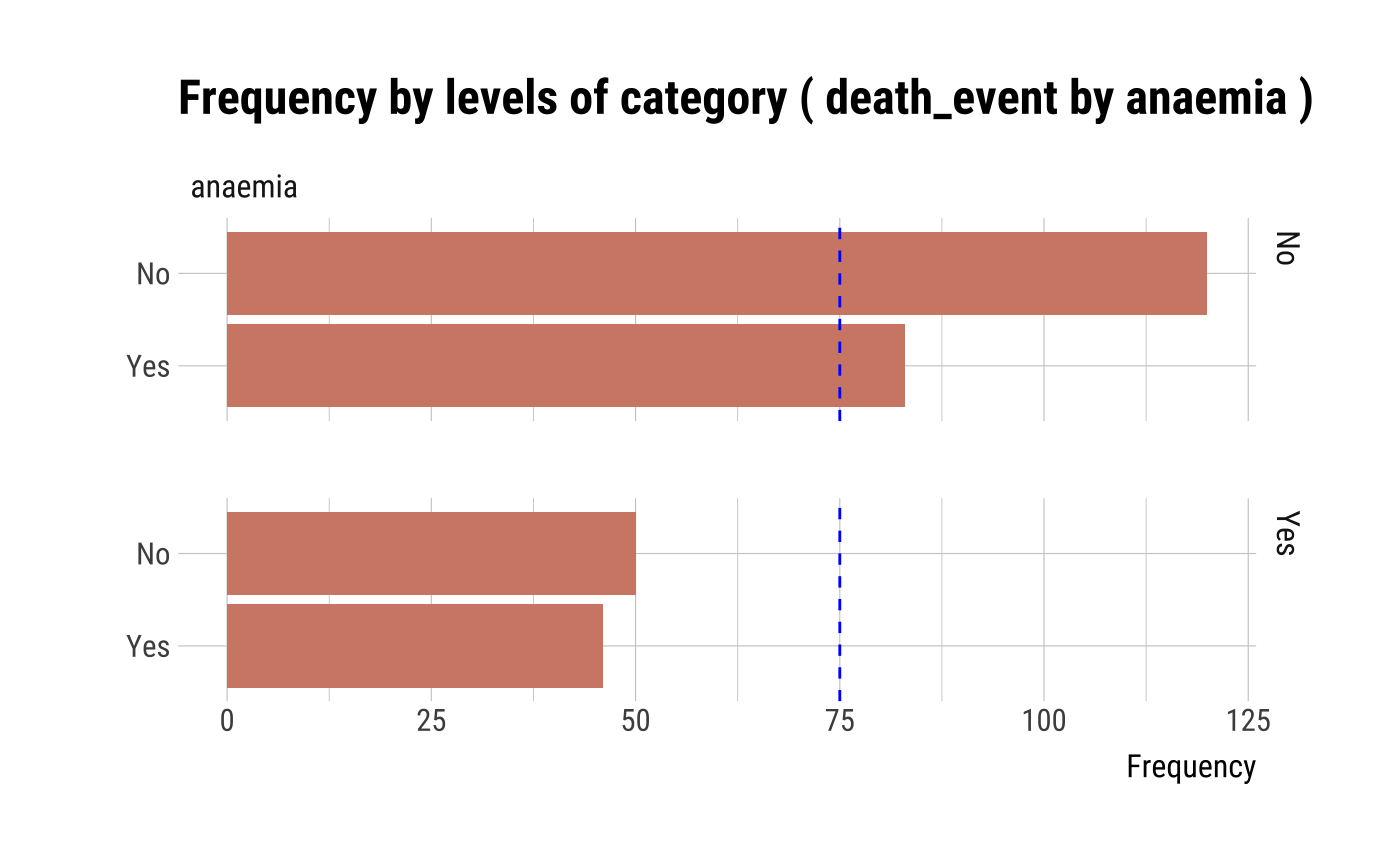 Frequency by levels of category ( death_event by anaemia )
anaemia
No
Yes
No
No
Yes
Yes
0 25 50 75 100 125
Frequency